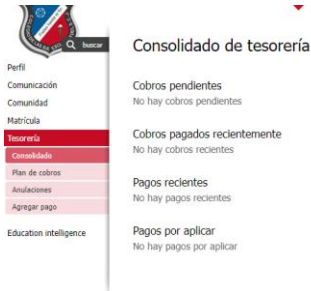 buscar
Perfil
Comunicación
Comunidad
Matrícula
Tesorería
Consolidado
Plan de cobros
Anulaciones
Agregar pago
Education intelligence
Consolidado de tesorería
Cobros pendientes
No hay cobros pendientes
Cobros pagados recientemente
No hay cobros recientes
Pagos recientes
No hay pagos recientes
Pagos por aplicar
No hay pagos por aplicar